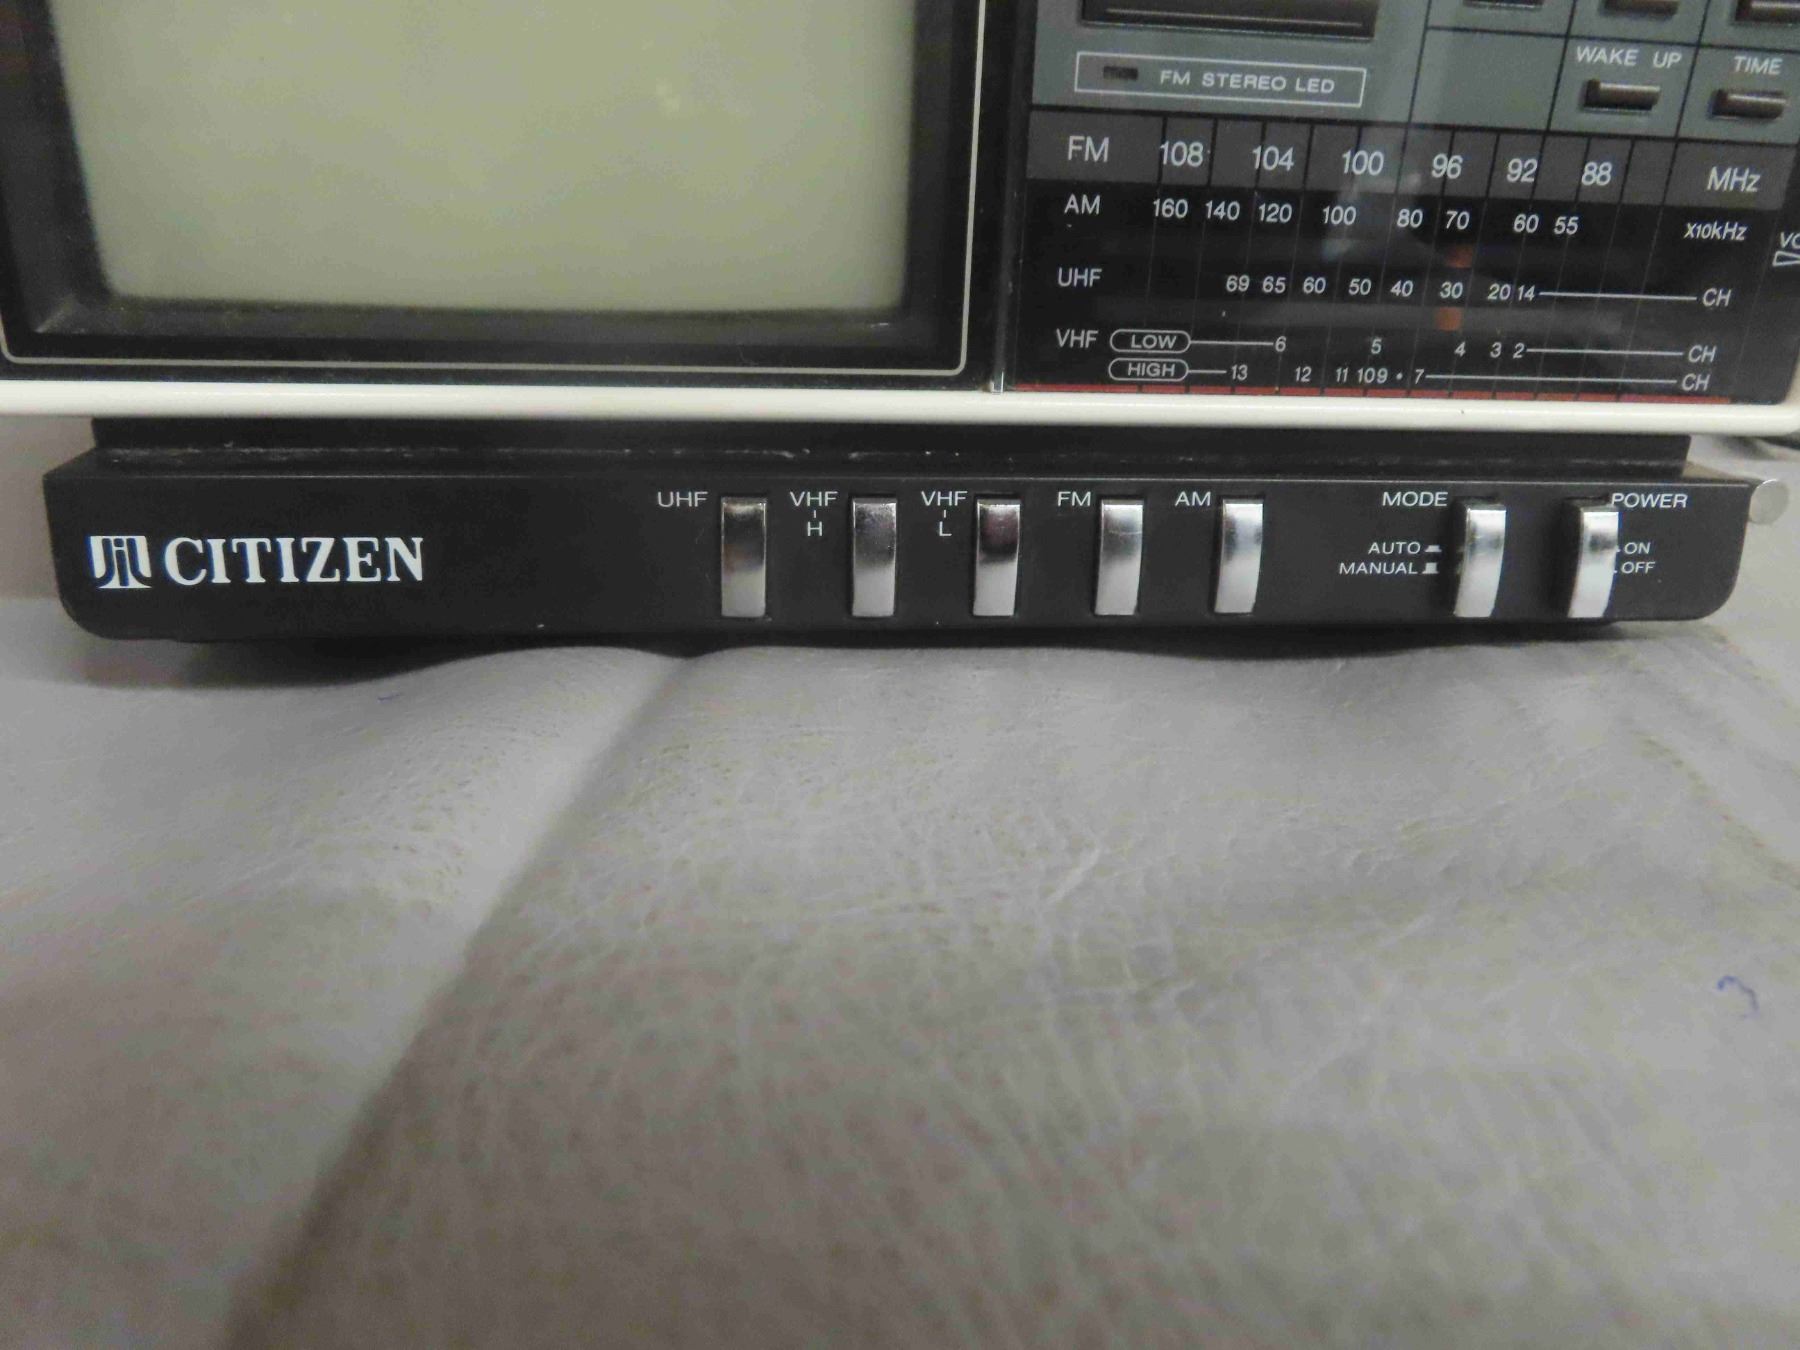 WAKE UP TIME
FM STEREO LED
FM 108 104 100 96 92 88 MHz
AM 160 140 120 100 80 70 60 55 X10kHz
UHF 69 65 60 50 40 30 20 14 CH
VHF LOW 6 5 4 3 2 CH
HIGH 13 12 11 10 9 • 7 CH
CITIZEN
UHF VHF-H VHF-L FM AM MODE POWER
AUTO ON
MANUAL OFF